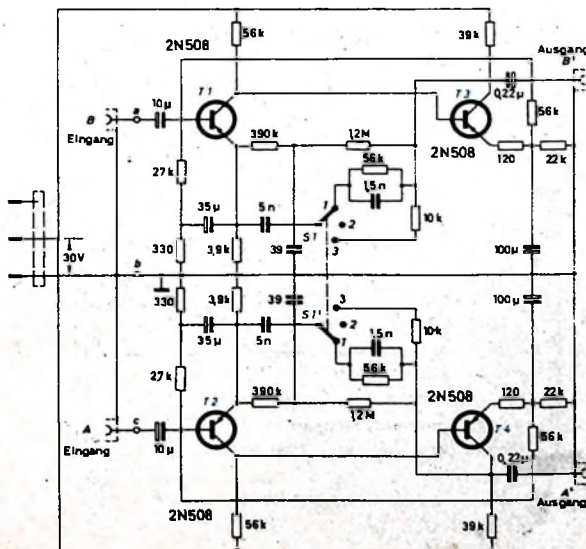 2N508
56k
39k
Ausgang
B'
T1
T3
0,22µ
56k
10µ
B
a
Eingang
390k
1,2M
2N508
120
22k
27k
56k
1,5n
35µ
5n
1
S1
2
3
10k
330
3,9k
39
100µ
30V
b
330
3,9k
39
100µ
3
S1'
2
1
10k
35µ
5n
1,5n
56k
27k
2N508
390k
1,2M
120
22k
A
c
T2
T4
56k
Eingang
10µ
0,22µ
A'
Ausgang
2N508
56k
39k